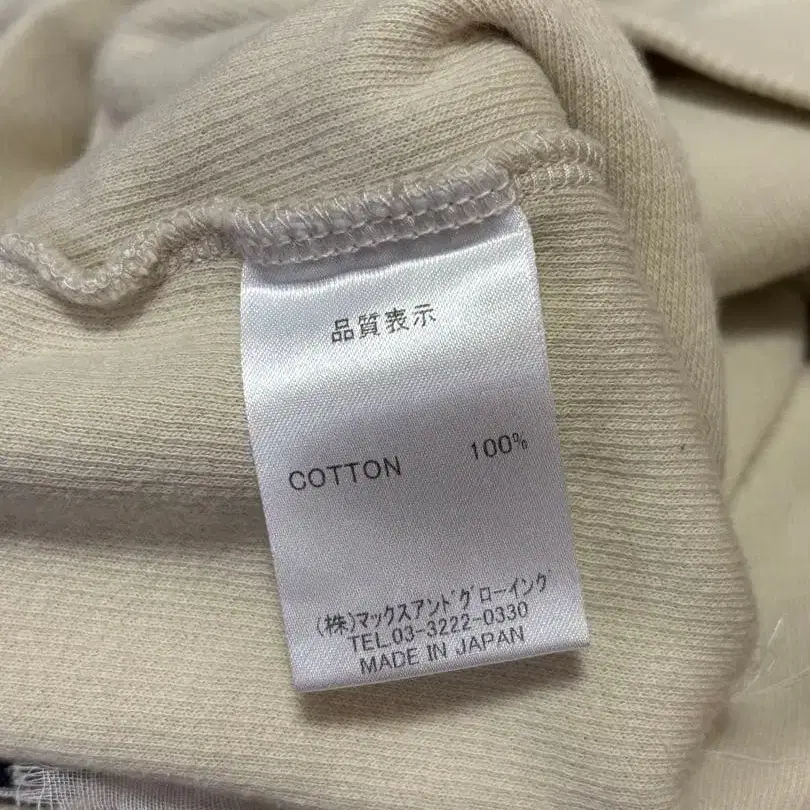 品質表示
COTTON 100%
(株)マックスアンドグローイング
TEL.03-3222-0330
MADE IN JAPAN